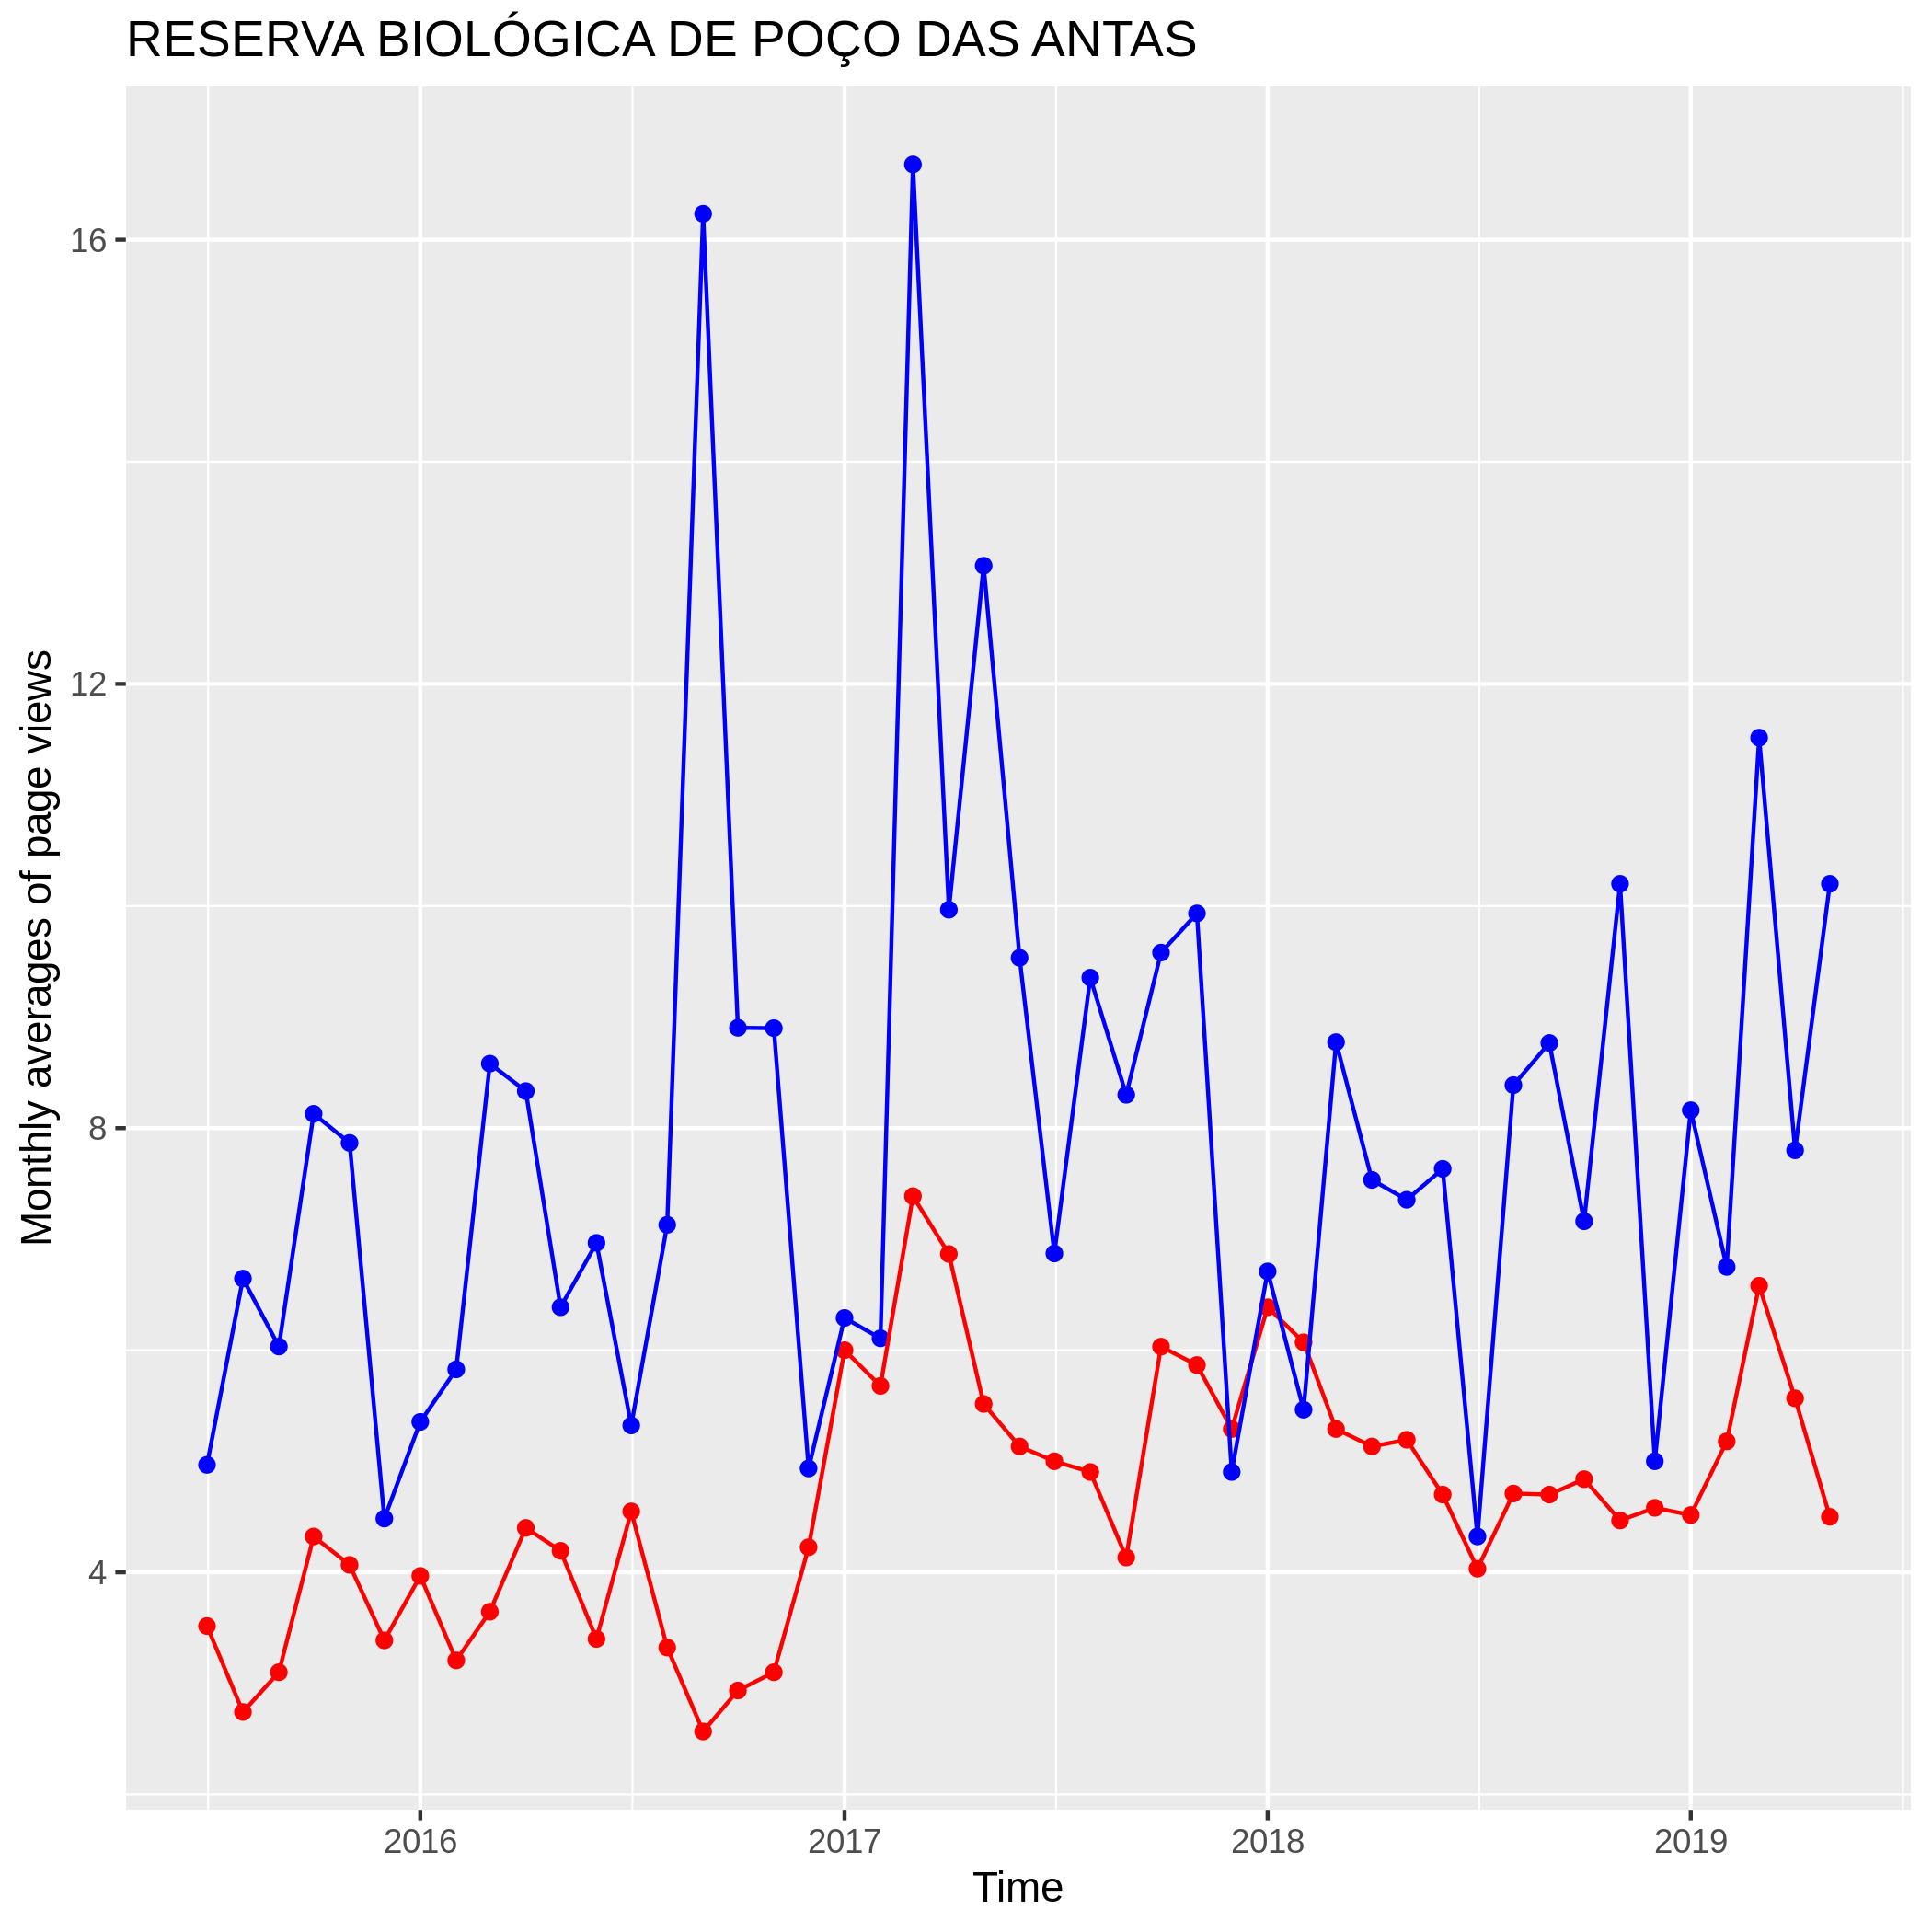 RESERVA BIOLÓGICA DE POÇO DAS ANTAS
Monthly averages of page views
16
12
8
4
2016
2017
2018
2019
Time